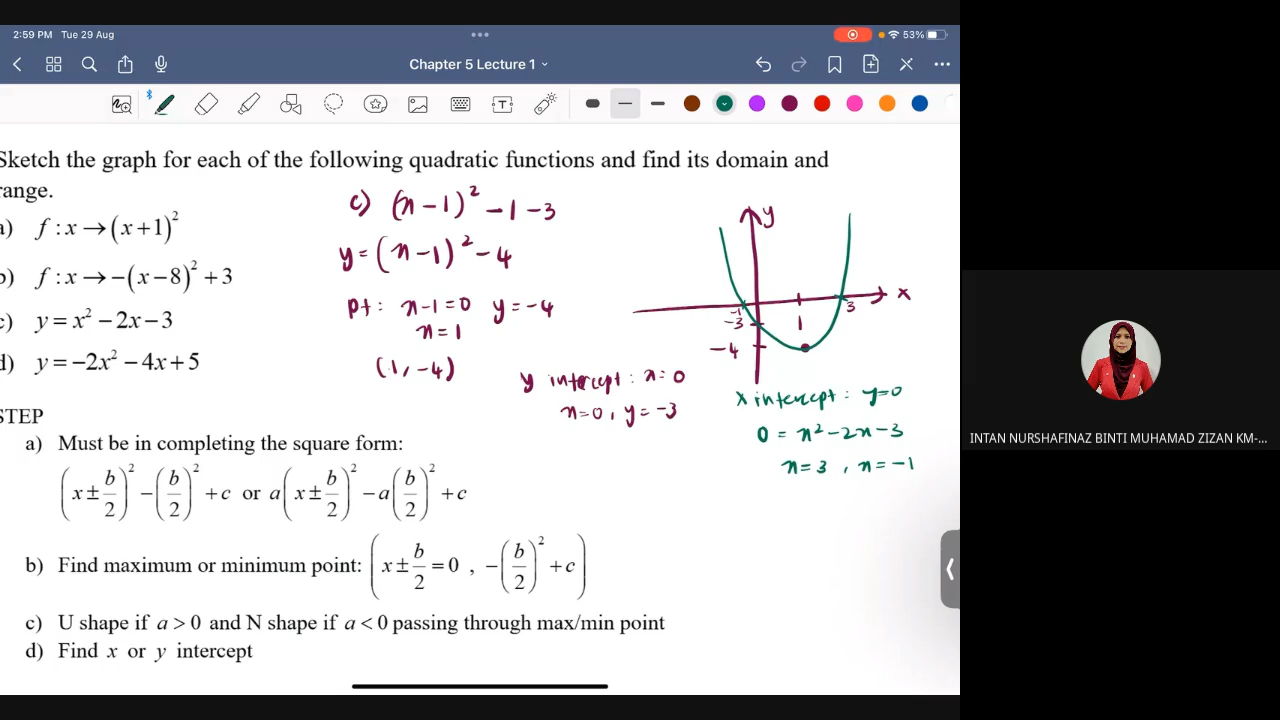 2:59 PM Tue 29 Aug
53%
Chapter 5 Lecture 1
Sketch the graph for each of the following quadratic functions and find its domain and
range.
a) f : x → (x+1)²
b) f : x → −(x−8)² + 3
c) y = x² − 2x − 3
d) y = −2x² − 4x + 5
c) (x − 1)² − 1 − 3
y = (x − 1)² − 4
pt : x − 1 = 0 y = −4
x = 1
(1, −4)
y intercept : x = 0
x = 0, y = −3
y
x
−1
3
−3
1
−4
x intercept : y = 0
0 = x² − 2x − 3
x = 3 , x = −1
STEP
a) Must be in completing the square form:
(x ± b/2)² − (b/2)² + c or a(x ± b/2)² − a(b/2)² + c
b) Find maximum or minimum point: (x ± b/2 = 0 , −(b/2)² + c)
c) U shape if a > 0 and N shape if a < 0 passing through max/min point
d) Find x or y intercept
INTAN NURSHAFINAZ BINTI MUHAMAD ZIZAN KM-...